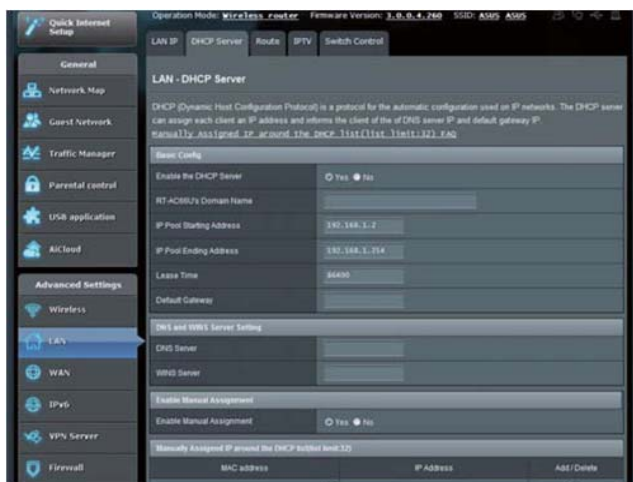 Quick Internet
Setup
Operation Mode: Wireless router Firmware Version: 3.0.0.4.260 SSID: ASUS ASUS
LAN IP DHCP Server Route IPTV Switch Control
General
Network Map
Guest Network
Traffic Manager
Parental control
USB application
AiCloud
Advanced Settings
Wireless
LAN
WAN
IPv6
VPN Server
Firewall
LAN - DHCP Server
DHCP (Dynamic Host Configuration Protocol) is a protocol for the automatic configuration used on IP networks. The DHCP server
can assign each client an IP address and informs the client of the of DNS server IP and default gateway IP.
Manually Assigned IP around the DHCP list(list limit:32) FAQ
Basic Config
Enable the DHCP Server Yes No
RT-AC66U's Domain Name
IP Pool Starting Address 192.168.1.2
IP Pool Ending Address 192.168.1.254
Lease Time 86400
Default Gateway
DNS and WINS Server Setting
DNS Server
WINS Server
Enable Manual Assignment
Enable Manual Assignment Yes No
Manually Assigned IP around the DHCP list(list limit:32)
MAC address IP Address Add / Delete